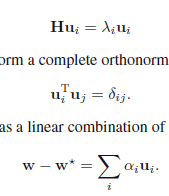 Hu_i = λ_i u_i
orm a complete orthonorm
u_i^T u_j = δ_ij.
as a linear combination of
w − w* = ∑_i α_i u_i.